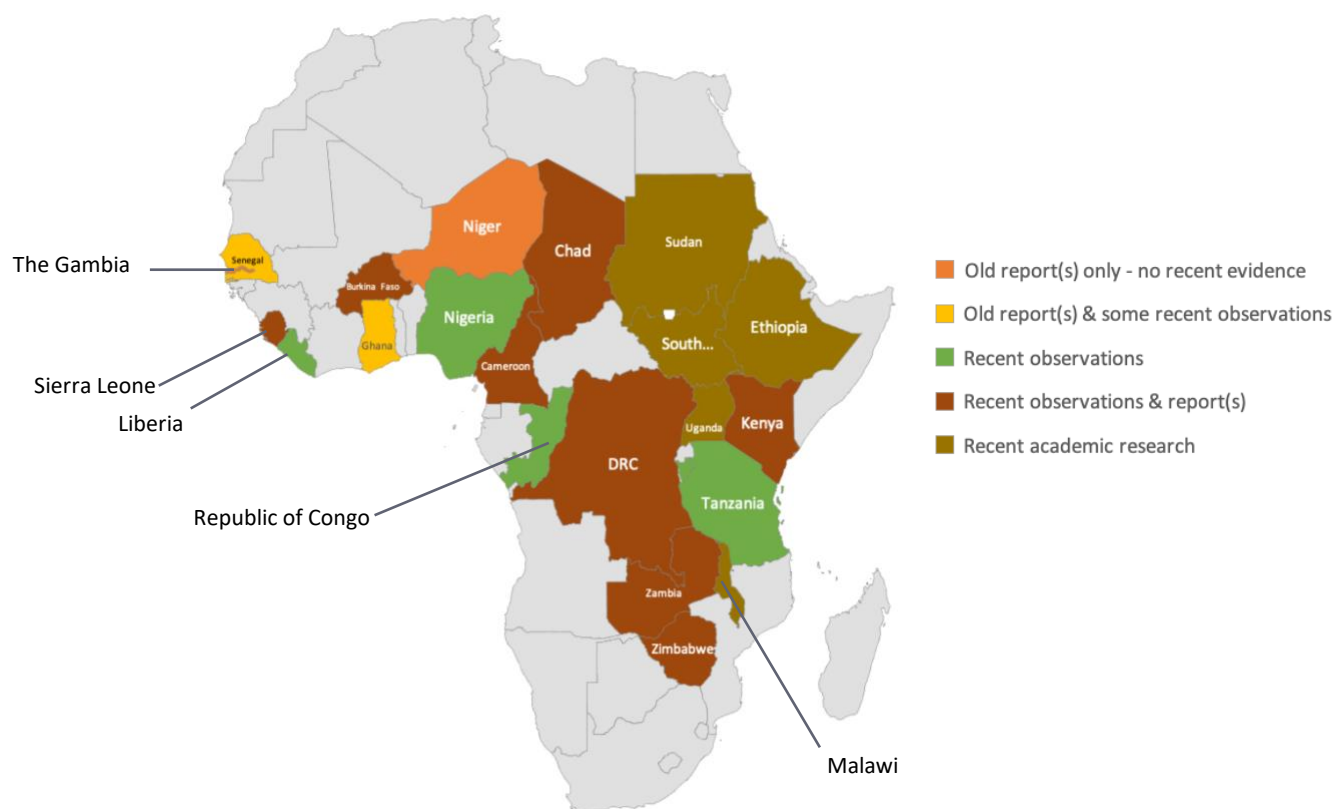 Niger
Chad
Sudan
Senegal
The Gambia
Burkina Faso
Nigeria
Ethiopia
Ghana
South...
Cameroon
Sierra Leone
Liberia
Uganda
Kenya
DRC
Republic of Congo
Tanzania
Zambia
Zimbabwe
Malawi
Old report(s) only - no recent evidence
Old report(s) & some recent observations
Recent observations
Recent observations & report(s)
Recent academic research